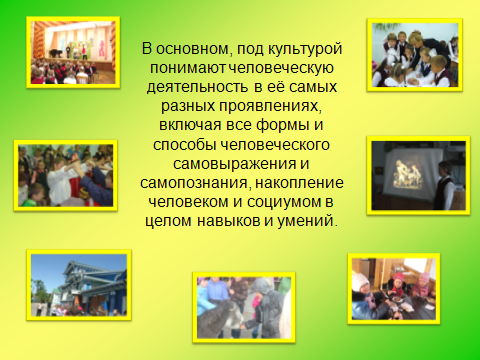 В основном, под культурой
понимают человеческую
деятельность в её самых
разных проявлениях,
включая все формы и
способы человеческого
самовыражения и
самопознания, накопление
человеком и социумом в
целом навыков и умений.